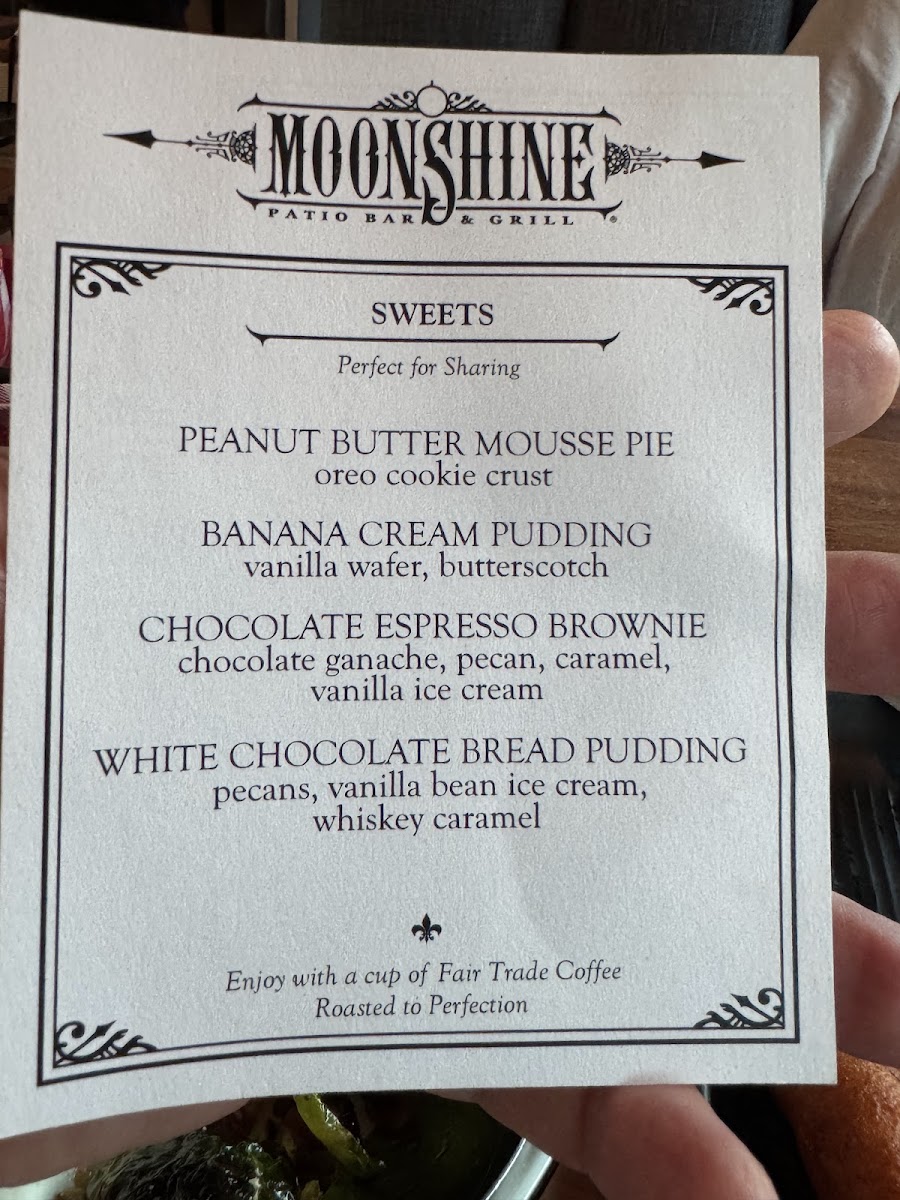 MOONSHINE
PATIO BAR & GRILL ®
SWEETS
Perfect for Sharing
PEANUT BUTTER MOUSSE PIE
oreo cookie crust
BANANA CREAM PUDDING
vanilla wafer, butterscotch
CHOCOLATE ESPRESSO BROWNIE
chocolate ganache, pecan, caramel,
vanilla ice cream
WHITE CHOCOLATE BREAD PUDDING
pecans, vanilla bean ice cream,
whiskey caramel
Enjoy with a cup of Fair Trade Coffee
Roasted to Perfection